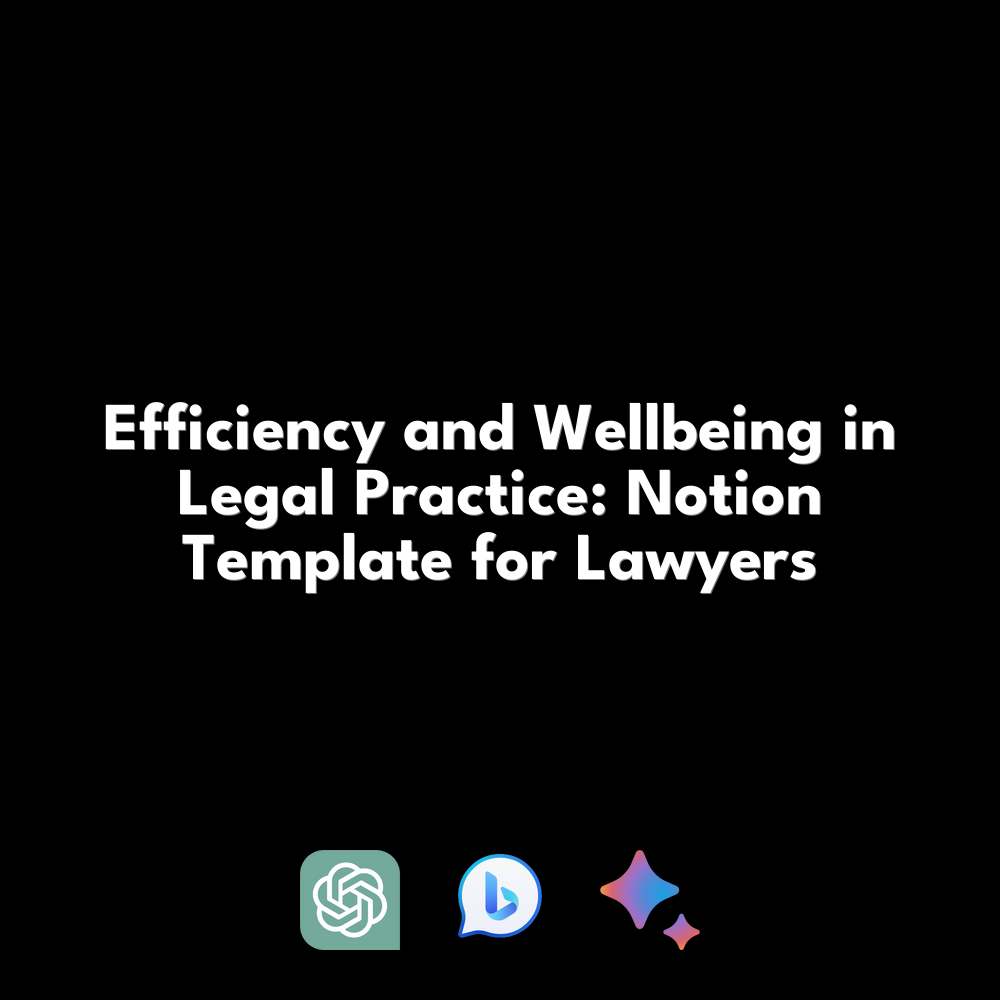 Efficiency and Wellbeing in
Legal Practice: Notion
Template for Lawyers